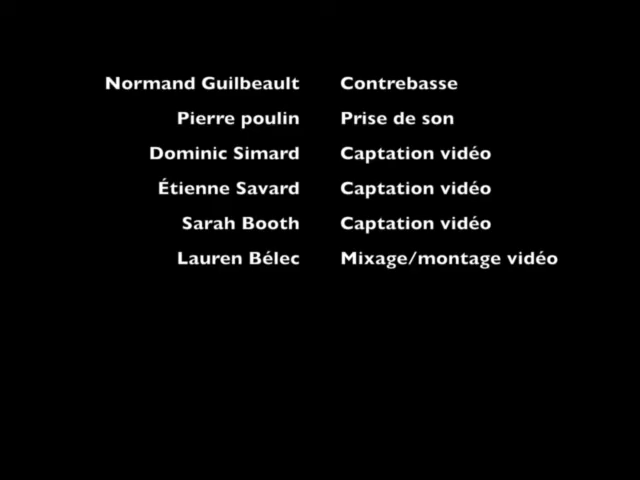 Normand Guilbeault Contrebasse
Pierre poulin Prise de son
Dominic Simard Captation vidéo
Étienne Savard Captation vidéo
Sarah Booth Captation vidéo
Lauren Bélec Mixage/montage vidéo